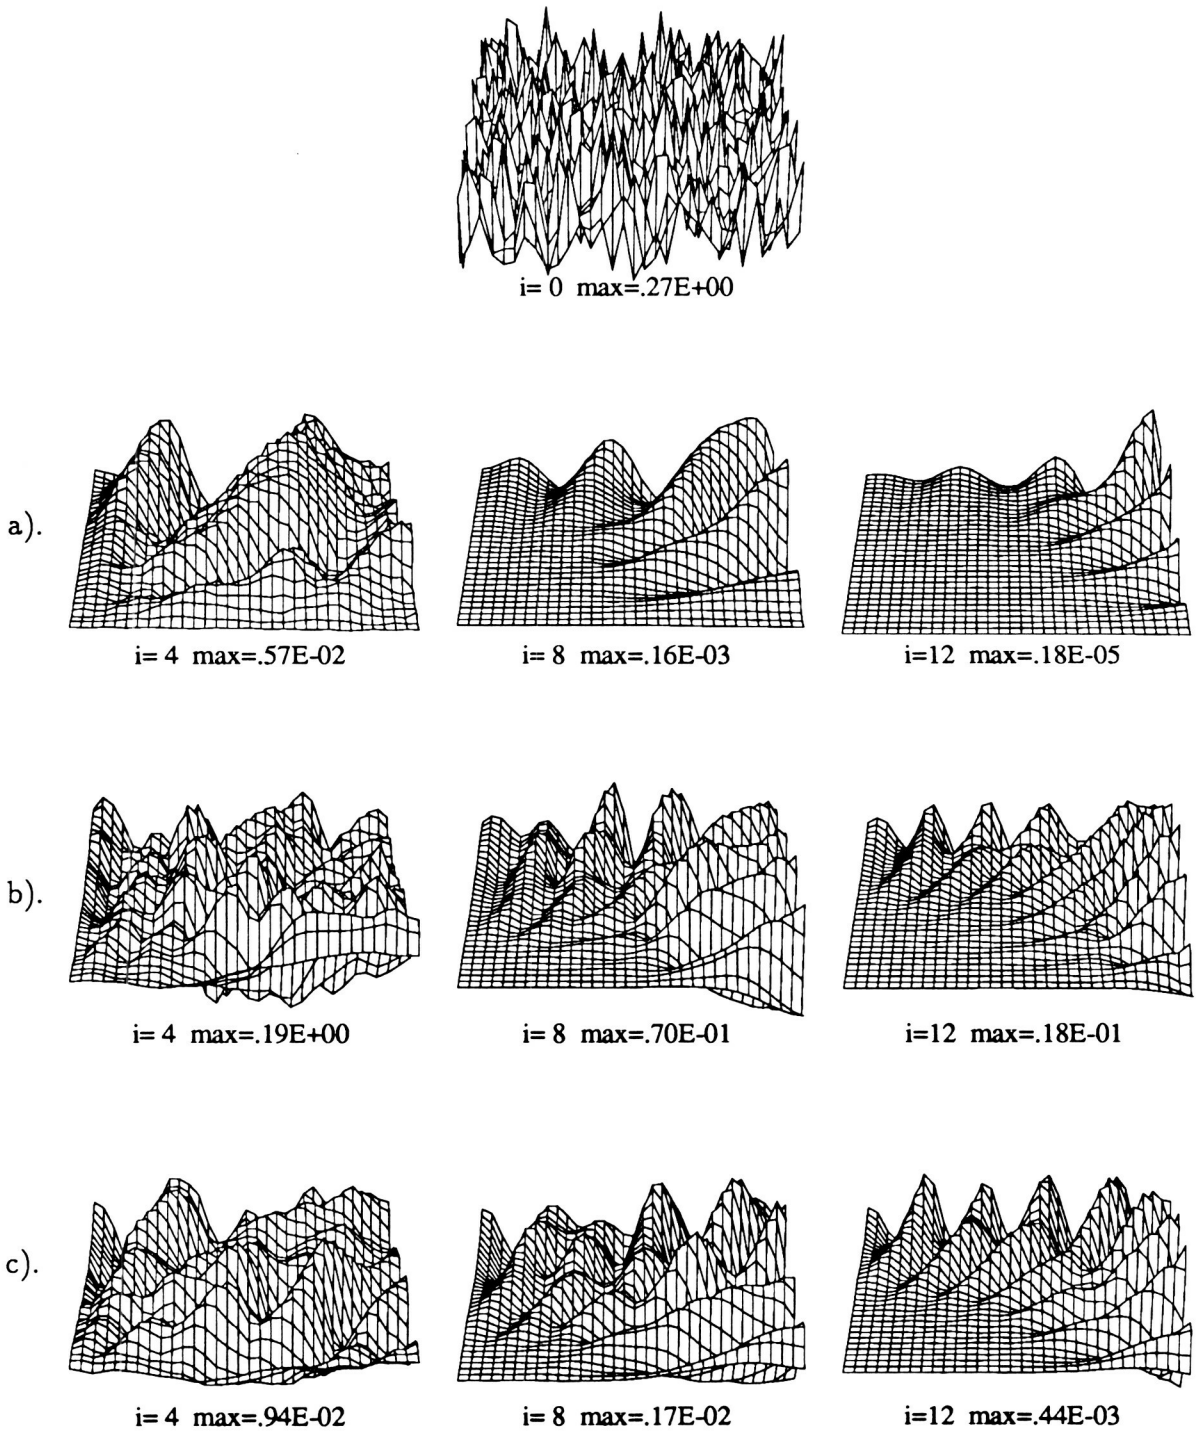 i= 0 max=.27E+00
a).
i= 4 max=.57E-02
i= 8 max=.16E-03
i=12 max=.18E-05
b).
i= 4 max=.19E+00
i= 8 max=.70E-01
i=12 max=.18E-01
c).
i= 4 max=.94E-02
i= 8 max=.17E-02
i=12 max=.44E-03